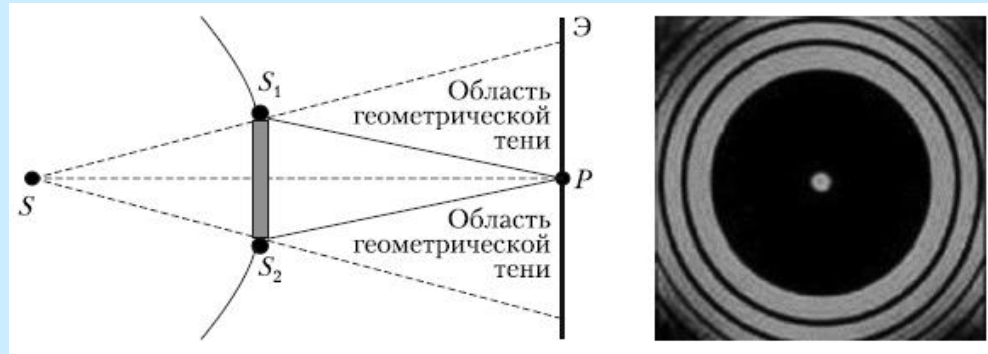 Э
S₁
Область
геометрической
тени
S
P
Область
геометрической
тени
S₂